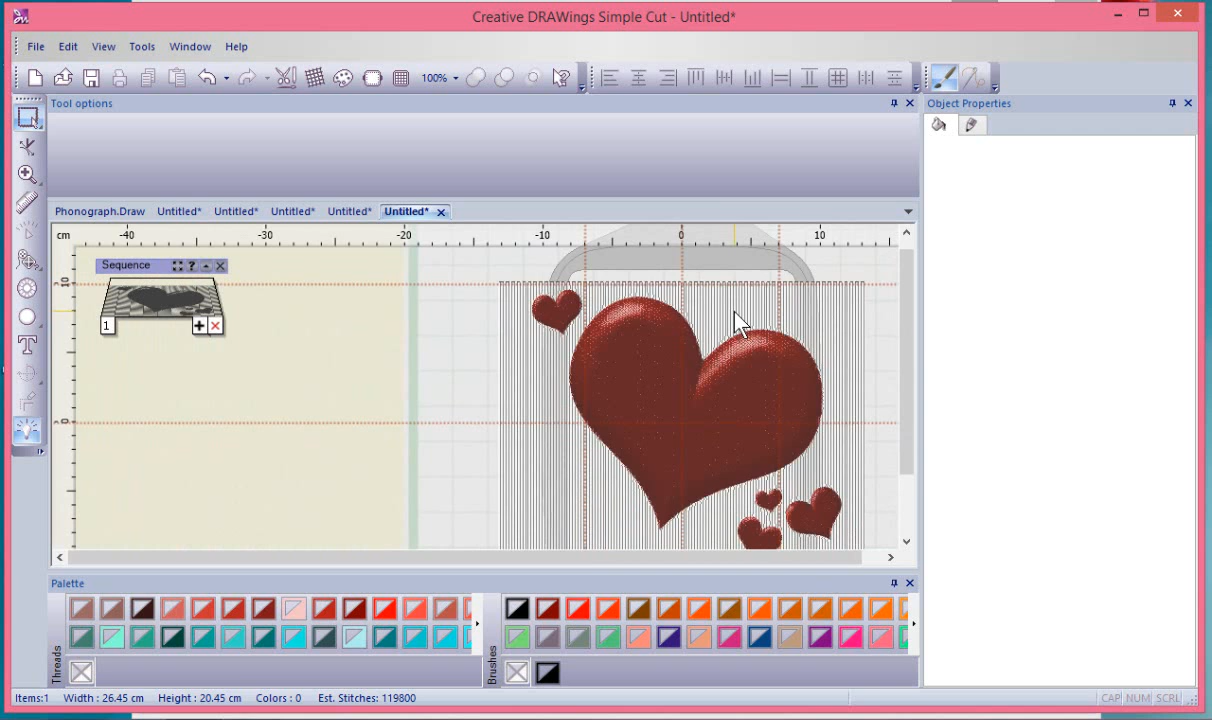 Creative DRAWings Simple Cut - Untitled*
File Edit View Tools Window Help
100%
Tool options
Object Properties
Phonograph.Draw Untitled* Untitled* Untitled* Untitled* Untitled*
cm -40 -30 -20 -10 0 10
Sequence
10
1
0
Palette
Threads
Brushes
Items:1 Width : 26.45 cm Height : 20.45 cm Colors : 0 Est. Stitches: 119800 CAP NUM SCRL